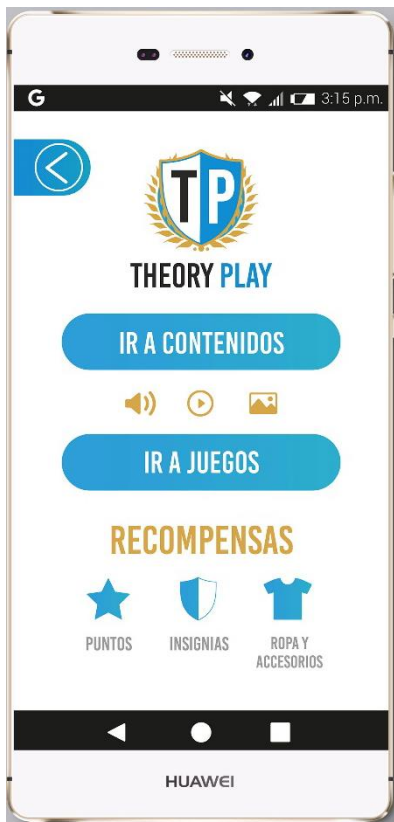 G
3:15 p.m.
TP
THEORY PLAY
IR A CONTENIDOS
IR A JUEGOS
RECOMPENSAS
PUNTOS
INSIGNIAS
ROPA Y
ACCESORIOS
HUAWEI